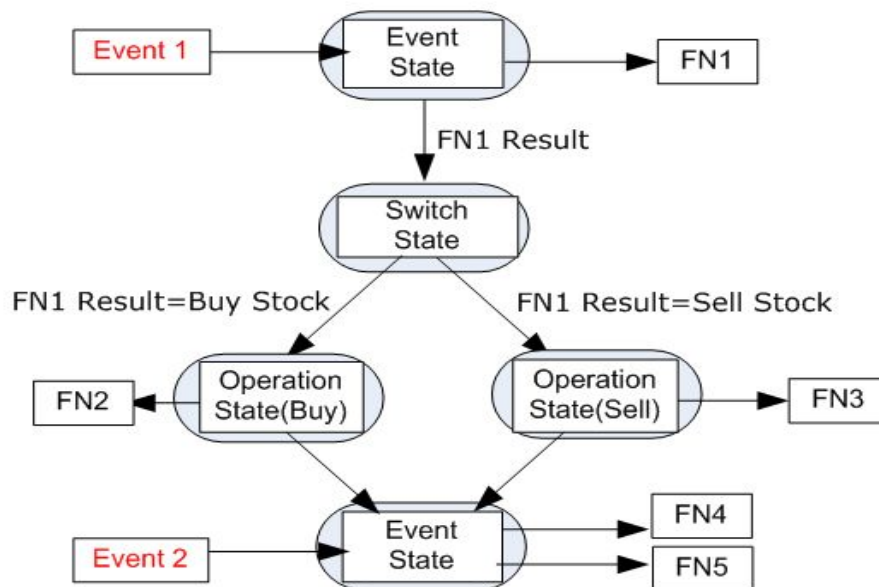 Event 1
Event
State
FN1
FN1 Result
Switch
State
FN1 Result=Buy Stock
FN1 Result=Sell Stock
FN2
Operation
State(Buy)
Operation
State(Sell)
FN3
Event 2
Event
State
FN4
FN5